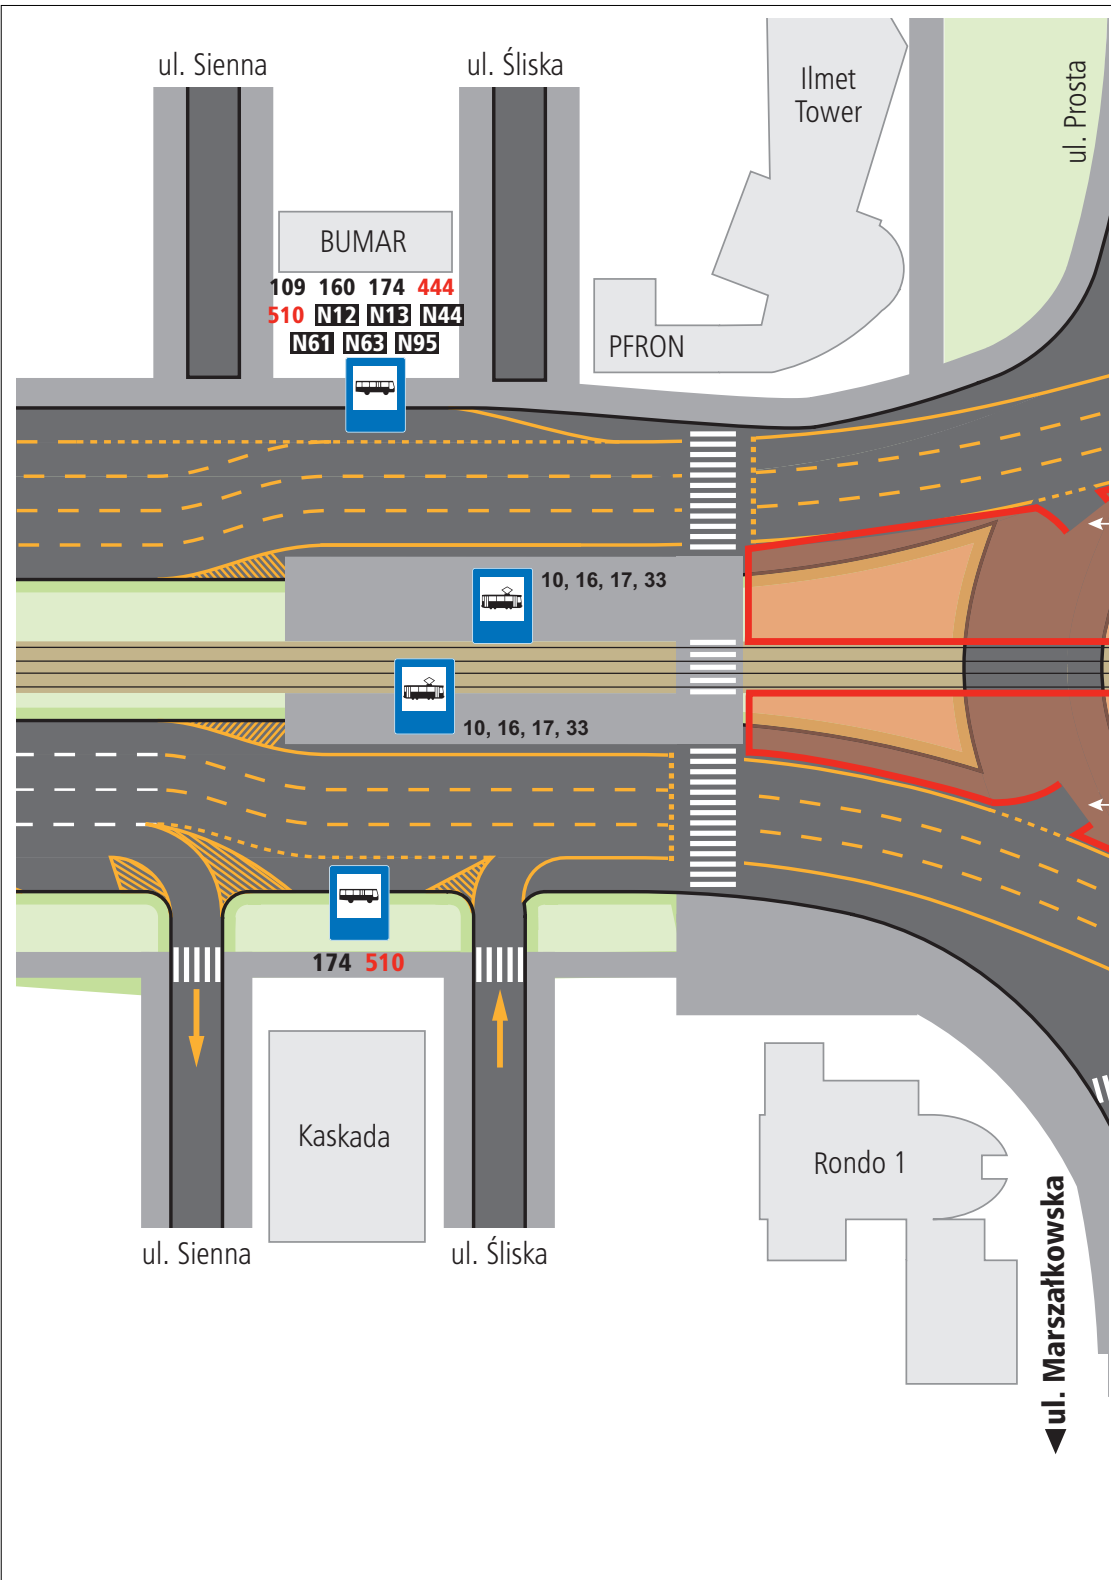 ul. Sienna
ul. Śliska
Ilmet
Tower
ul. Prosta
BUMAR
109 160 174 444
510 N12 N13 N44
N61 N63 N95
PFRON
10, 16, 17, 33
10, 16, 17, 33
174 510
Kaskada
Rondo 1
ul. Sienna
ul. Śliska
ul. Marszałkowska